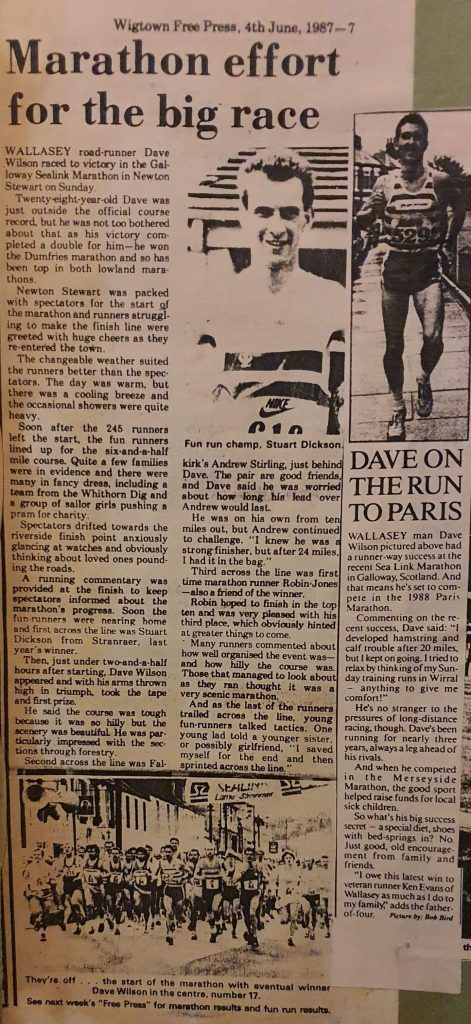 Wigtown Free Press, 4th June, 1987—7
Marathon effort
for the big race
WALLASEY road-runner Dave
Wilson raced to victory in the Gal-
loway Sealink Marathon in Newton
Stewart on Sunday.
Twenty-eight-year-old Dave was
just outside the official course
record, but he was not too bothered
about that as his victory com-
pleted a double for him—he won
the Dumfries marathon and so has
been top in both lowland mara-
thons.
Newton Stewart was packed
with spectators for the start of
the marathon and runners struggl-
ing to make the finish line were
greeted with huge cheers as they
re-entered the town.
The changeable weather suited
the runners better than the spec-
tators. The day was warm, but
there was a cooling breeze and
the occasional showers were quite
heavy.
Soon after the 245 runners
left the start, the fun runners
lined up for the six-and-a-half
mile course. Quite a few families
were in evidence and there were
many in fancy dress, including a
team from the Whithorn Dig and
a group of sailor girls pushing a
pram for charity.
Spectators drifted towards the
riverside finish point anxiously
glancing at watches and obviously
thinking about loved ones pound-
ing the roads.
A running commentary was
provided at the finish to keep
spectators informed about the
marathon's progress. Soon the
fun-runners were nearing home
and first across the line was Stuart
Dickson from Stranraer, last
year's winner.
Then, just under two-and-a-half
hours after starting, Dave Wilson
appeared and with his arms thrown
high in triumph, took the tape
and first prize.
He said the course was tough
because it was so hilly but the
scenery was beautiful. He was par-
ticularly impressed with the sec-
tions through forestry.
Second across the line was Fal-
NIKE
Fun run champ, Stuart Dickson.
kirk's Andrew Stirling, just behind
Dave. The pair are good friends,
and Dave said he was worried
about how long his lead over
Andrew would last.
He was on his own from ten
miles out, but Andrew continued
to challenge. "I knew he was a
strong finisher, but after 24 miles,
I had it in the bag."
Third across the line was first
time marathon runner Robin-Jones
—also a friend of the winner.
Robin hoped to finish in the top
ten and was very pleased with his
third place, which obviously hinted
at greater things to come.
Many runners commented about
how well organised the event was—
and how hilly the course was.
Those that managed to look about
as they ran thought it was a
very scenic marathon.
And as the last of the runners
trailed across the line, young
fun-runners talked tactics. One
young lad told a younger sister,
or possibly girlfriend, "I saved
myself for the end and then
sprinted across the line."
They're off . . . the start of the marathon with eventual winner
Dave Wilson in the centre, number 17.
See next week's "Free Press" for marathon results and fun run results.
DAVE ON
THE RUN
TO PARIS
WALLASEY man Dave
Wilson pictured above had
a runner-way success at the
recent Sea Link Marathon
in Galloway, Scotland. And
that means he's set to com-
pete in the 1988 Paris
Marathon.
Commenting on the re-
cent success, Dave said: "I
developed hamstring and
calf trouble after 20 miles,
but I kept on going. I tried to
relax by thinking of my Sun-
day training runs in Wirral
– anything to give me
comfort!"
He's no stranger to the
pressures of long-distance
racing, though. Dave's been
running for nearly three
years, always a leg ahead of
his rivals.
And when he competed
in the Merseyside
Marathon, the good sport
helped raise funds for local
sick children.
So what's his big success
secret – a special diet, shoes
with bed-springs in? No.
Just good, old encourage-
ment from family and
friends.
"I owe this latest win to
veteran runner Ken Evans of
Wallasey as much as I do to
my family," adds the father-
of-four. Picture by: Bob Bird